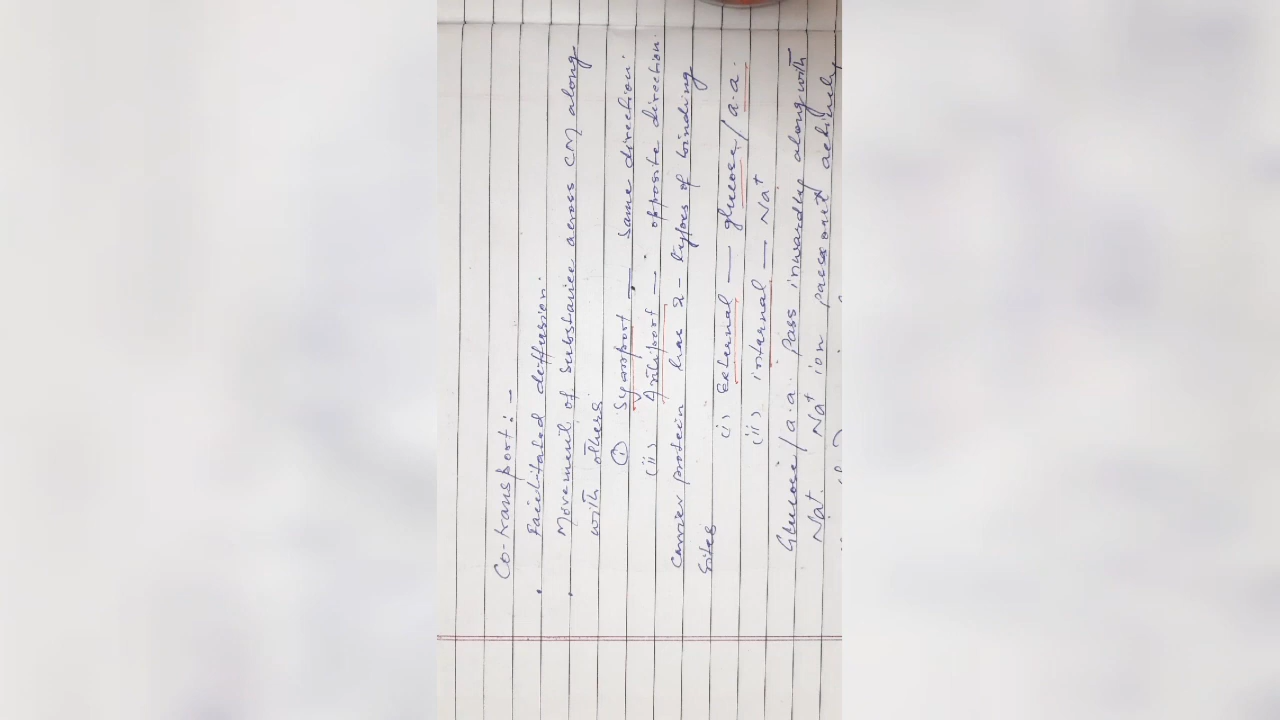 Co-transport :-
• Facilitated diffusion.
• Movement of substance across CM along
with others
(i) Symport — same direction.
(ii) Antiport — opposite direction.
Carrier protein has 2- types of binding
sites
(i) External — glucose / a.a.
(ii) internal — Na+
Glucose / a.a. pass inwardly along with
Na+. Na+ ion pass out actively